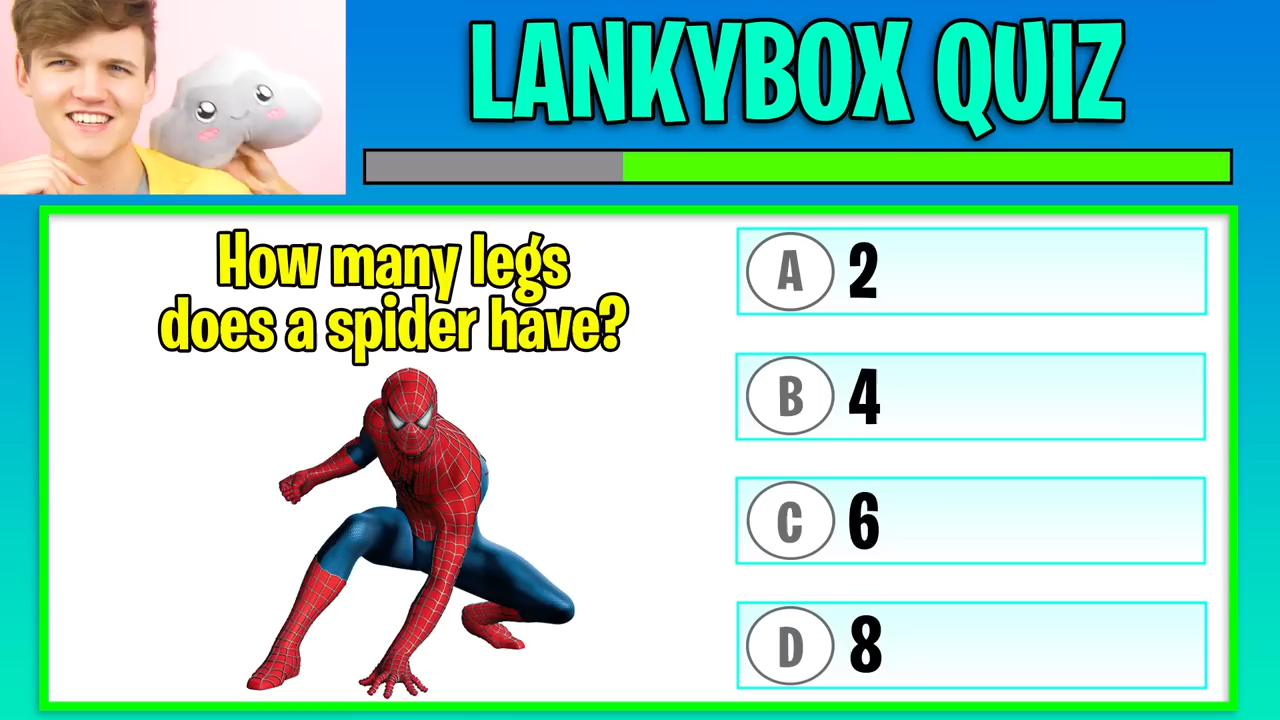 LANKYBOX QUIZ
How many legs
does a spider have?
A 2
B 4
C 6
D 8